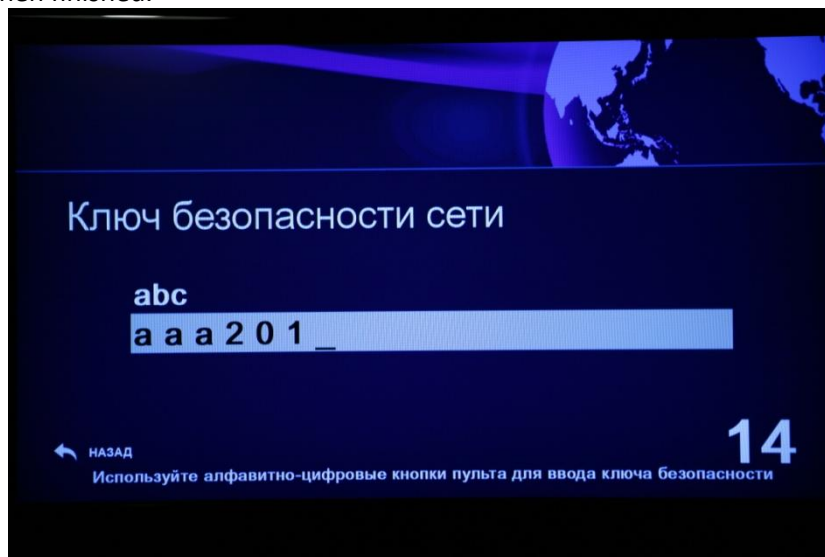 Ключ безопасности сети
abc
aaa201_
14
НАЗАД
Используйте алфавитно-цифровые кнопки пульта для ввода ключа безопасности